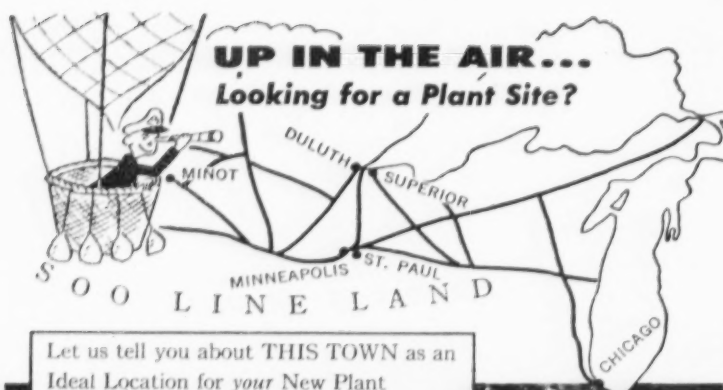 UP IN THE AIR...
Looking for a Plant Site?
DULUTH
SUPERIOR
MINOT
MINNEAPOLIS
ST. PAUL
SOO LINE LAND
CHICAGO
Let us tell you about THIS TOWN as an
Ideal Location for your New Plant